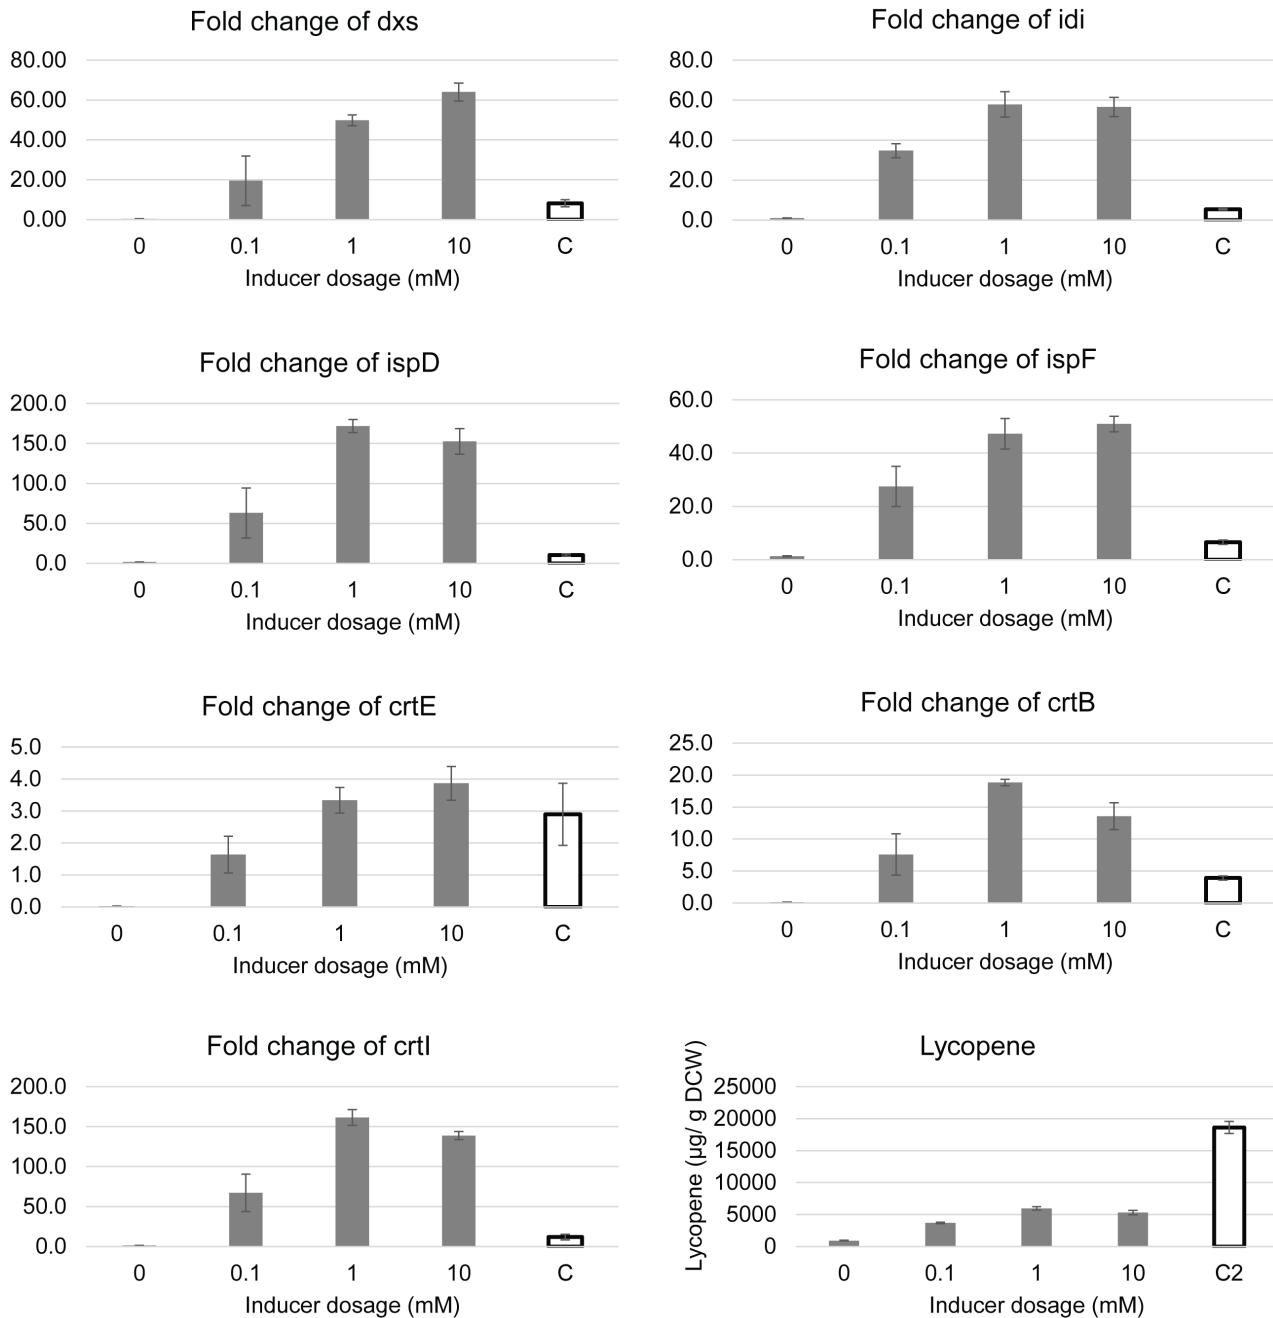 Fold change of dxs
80.00
60.00
40.00
20.00
0.00
0 0.1 1 10 C
Inducer dosage (mM)
Fold change of idi
80.0
60.0
40.0
20.0
0.0
0 0.1 1 10 C
Inducer dosage (mM)
Fold change of ispD
200.0
150.0
100.0
50.0
0.0
0 0.1 1 10 C
Inducer dosage (mM)
Fold change of ispF
60.0
40.0
20.0
0.0
0 0.1 1 10 C
Inducer dosage (mM)
Fold change of crtE
5.0
4.0
3.0
2.0
1.0
0.0
0 0.1 1 10 C
Inducer dosage (mM)
Fold change of crtB
25.0
20.0
15.0
10.0
5.0
0.0
0 0.1 1 10 C
Inducer dosage (mM)
Fold change of crtI
200.0
150.0
100.0
50.0
0.0
0 0.1 1 10 C
Inducer dosage (mM)
Lycopene
Lycopene (µg/ g DCW)
25000
20000
15000
10000
5000
0
0 0.1 1 10 C2
Inducer dosage (mM)